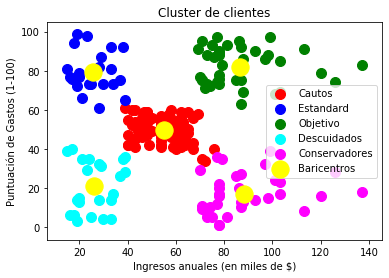 Cluster de clientes
Puntuación de Gastos (1-100)
100
80
60
40
20
0
Cautos
Estandard
Objetivo
Descuidados
Conservadores
Baricentros
20
40
60
80
100
120
140
Ingresos anuales (en miles de $)